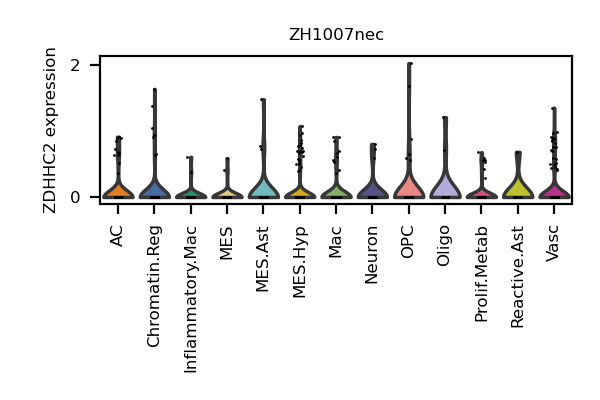 ZH1007nec
ZDHHC2 expression
2
0
AC
Chromatin.Reg
Inflammatory.Mac
MES
MES.Ast
MES.Hyp
Mac
Neuron
OPC
Oligo
Prolif.Metab
Reactive.Ast
Vasc